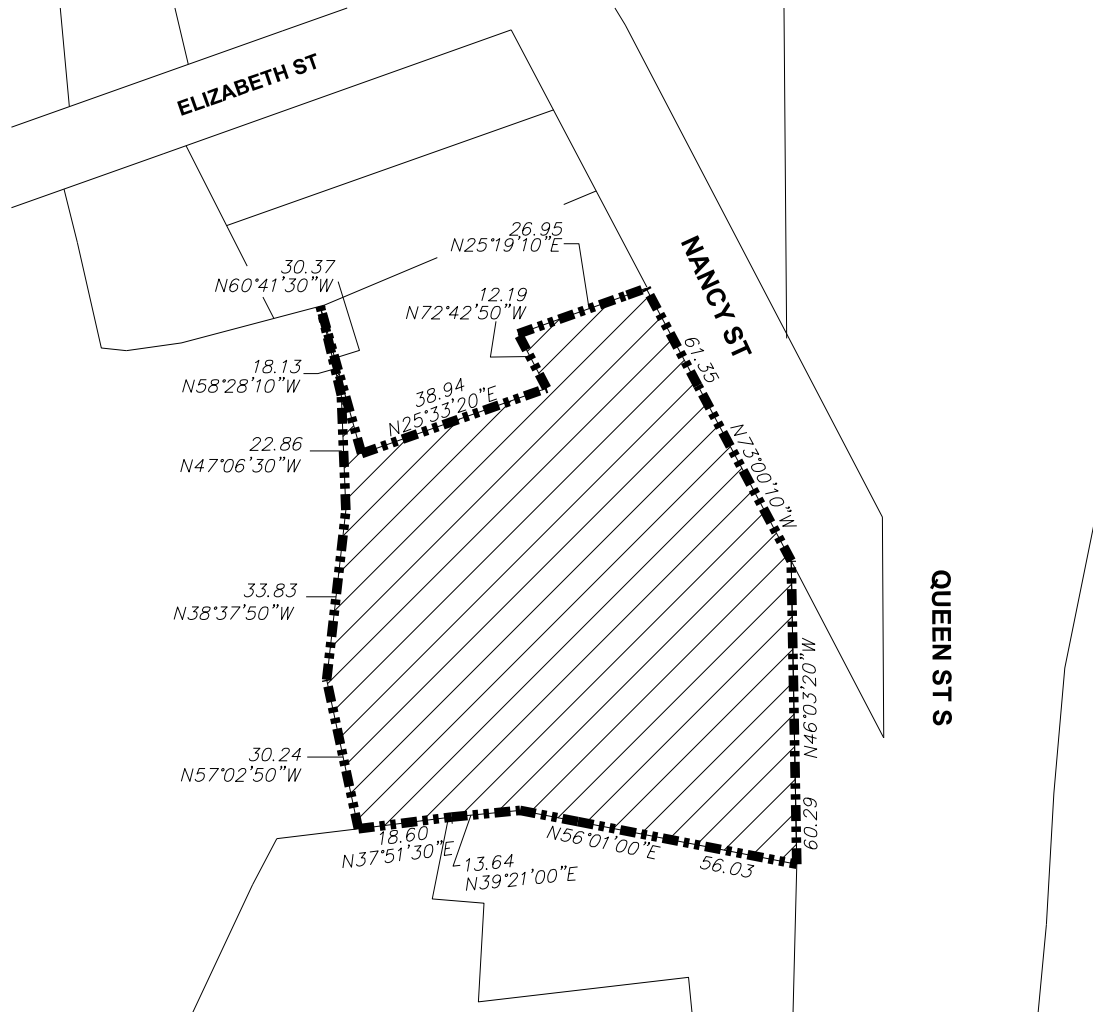 ELIZABETH ST
26.95
N25°19'10"E
NANCY ST
30.37
N60°41'30"W
12.19
N72°42'50"W
61.35
18.13
N58°28'10"W
38.94
N25°33'20"E
22.86
N47°06'30"W
N73°00'10"W
33.83
N38°37'50"W
QUEEN ST S
N46°03'20"W
30.24
N57°02'50"W
60.29
18.60
N37°51'30"E
13.64
N39°21'00"E
N56°01'00"E
56.03